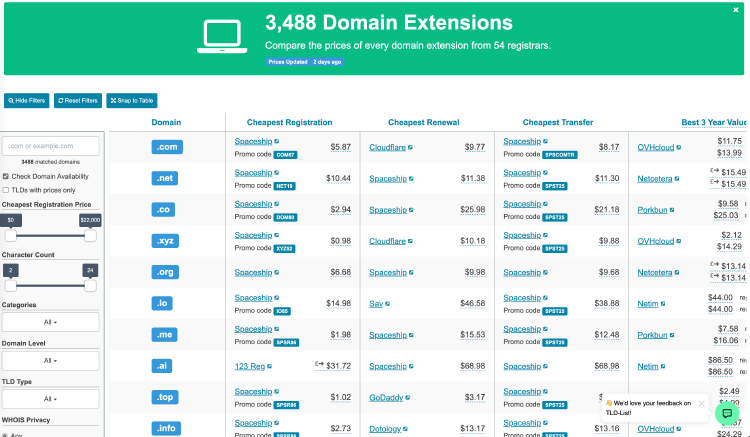 3,488 Domain Extensions
Compare the prices of every domain extension from 54 registrars.
Prices Updated 2 days ago
Hide Filters Reset Filters Snap to Table
Domain Cheapest Registration Cheapest Renewal Cheapest Transfer Best 3 Year Value
.com or example.com
3488 matched domains
Check Domain Availability
TLDs with prices only
Cheapest Registration Price
$0 $22,000
Character Count
2 24
Categories
All
Domain Level
All
TLD Type
All
WHOIS Privacy
Any
.com Spaceship $5.87 Cloudflare $9.77 Spaceship $8.17 OVHcloud $11.75
Promo code COM67 Promo code SPSCOMTR $13.99
.net Spaceship $10.44 Spaceship $11.38 Spaceship $11.30 Netcetera £→ $15.49
Promo code NET19 Promo code SPST25 £→ $15.49
.co Spaceship $2.94 Spaceship $25.98 Spaceship $21.18 Porkbun $9.58
Promo code DOM80 Promo code SPST25 $25.03
.xyz Spaceship $0.98 Cloudflare $10.18 Spaceship $9.88 OVHcloud $2.12
Promo code XYZ52 Promo code SPST25 $14.29
.org Spaceship $6.68 Spaceship $9.98 Spaceship $9.68 Netcetera £→ $13.14
£→ $13.14
.io Spaceship $14.98 Sav $46.58 Spaceship $38.88 Netim $44.00
Promo code IO85 Promo code SPST25 $44.00
.me Spaceship $1.98 Spaceship $15.53 Spaceship $12.48 Porkbun $7.58
Promo code SPSR86 Promo code SPST25 $16.06
.ai 123 Reg £→ $31.72 Spaceship $68.98 Spaceship $68.98 Netim $86.50
$86.50
.top Spaceship $1.02 GoDaddy $3.17 Spaceship $2.49
Promo code SPSR86
.info Spaceship $2.73 Dotology $13.17 Spaceship $13.16 OVHcloud
Promo code SPSR86 Promo code SPST25 $24.29
👋 We'd love your feedback on
TLD-List!